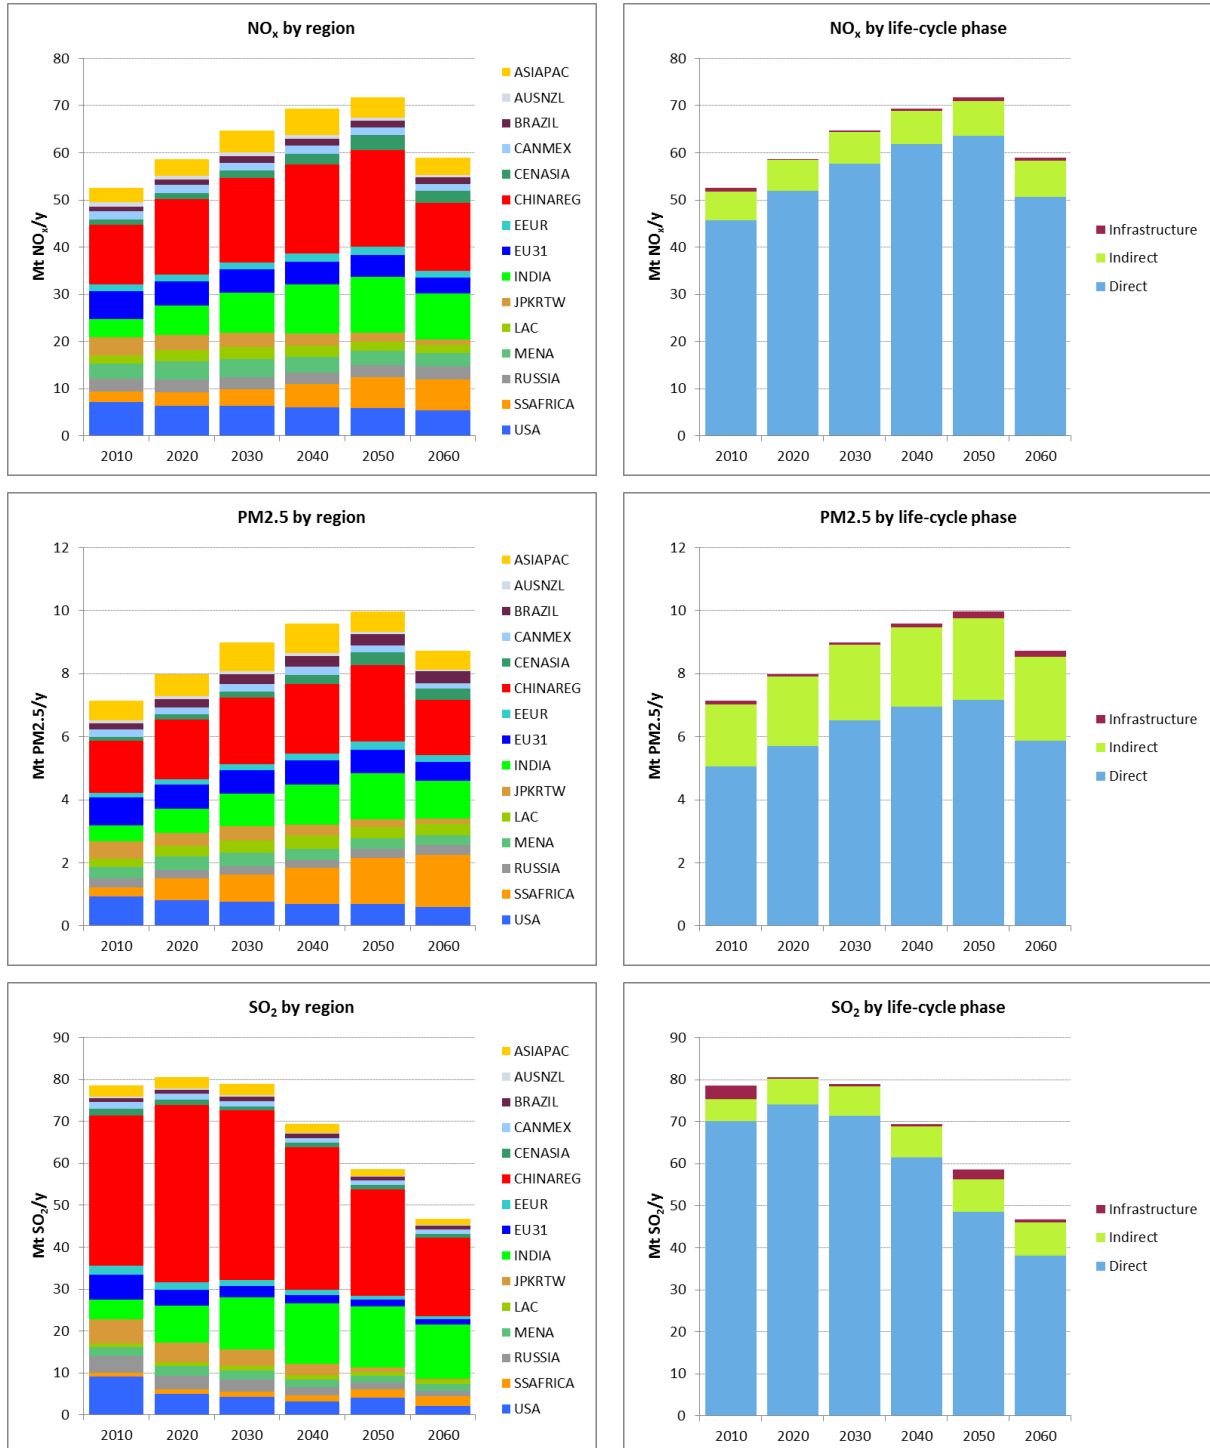 NOx by region
Mt NOx/y
80
70
60
50
40
30
20
10
0
2010 2020 2030 2040 2050 2060
ASIAPAC
AUSNZL
BRAZIL
CANMEX
CENASIA
CHINAREG
EEUR
EU31
INDIA
JPKRTW
LAC
MENA
RUSSIA
SSAFRICA
USA
NOx by life-cycle phase
Mt NOx/y
80
70
60
50
40
30
20
10
0
2010 2020 2030 2040 2050 2060
Infrastructure
Indirect
Direct
PM2.5 by region
Mt PM2.5/y
12
10
8
6
4
2
0
2010 2020 2030 2040 2050 2060
ASIAPAC
AUSNZL
BRAZIL
CANMEX
CENASIA
CHINAREG
EEUR
EU31
INDIA
JPKRTW
LAC
MENA
RUSSIA
SSAFRICA
USA
PM2.5 by life-cycle phase
Mt PM2.5/y
12
10
8
6
4
2
0
2010 2020 2030 2040 2050 2060
Infrastructure
Indirect
Direct
SO2 by region
Mt SO2/y
90
80
70
60
50
40
30
20
10
0
2010 2020 2030 2040 2050 2060
ASIAPAC
AUSNZL
BRAZIL
CANMEX
CENASIA
CHINAREG
EEUR
EU31
INDIA
JPKRTW
LAC
MENA
RUSSIA
SSAFRICA
USA
SO2 by life-cycle phase
Mt SO2/y
90
80
70
60
50
40
30
20
10
0
2010 2020 2030 2040 2050 2060
Infrastructure
Indirect
Direct